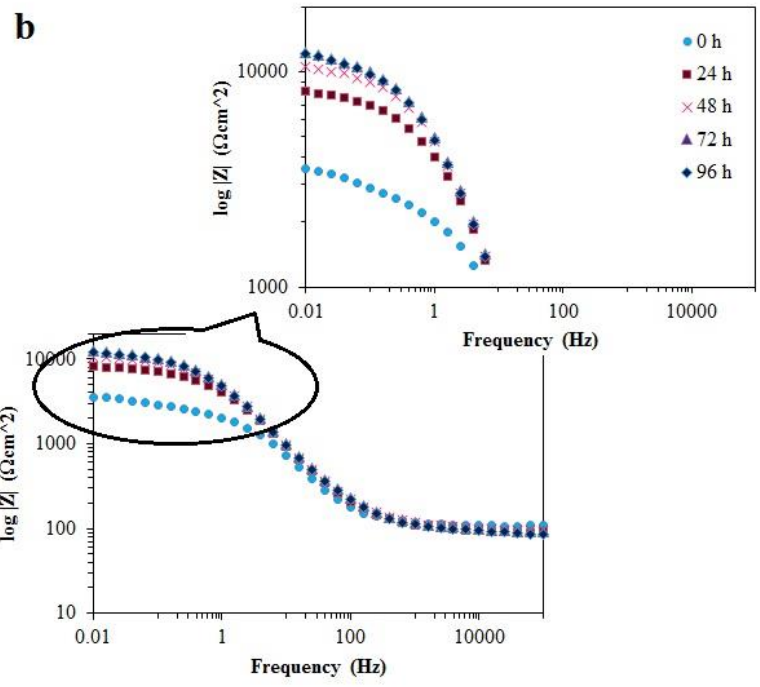 b
log |Z| (Ωcm^2)
10000
1000
0.01
1
100
10000
Frequency (Hz)
0 h
24 h
48 h
72 h
96 h
log |Z| (Ωcm^2)
10000
1000
100
10
0.01
1
100
10000
Frequency (Hz)